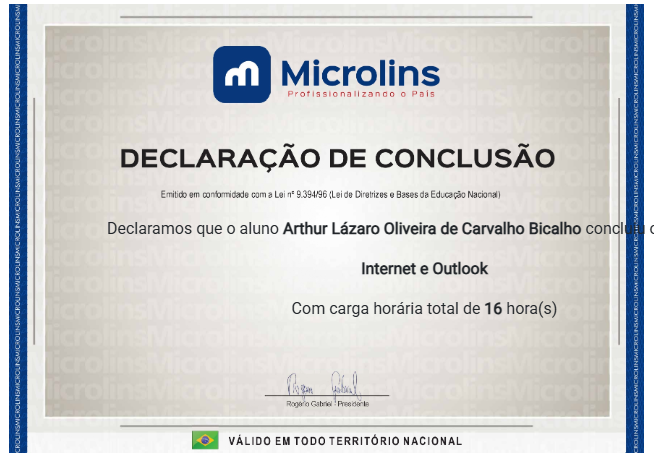 Microlins
Profissionalizando o País
DECLARAÇÃO DE CONCLUSÃO
Emitido em conformidade com a Lei nº 9.394/96 (Lei de Diretrizes e Bases da Educação Nacional)
Declaramos que o aluno Arthur Lázaro Oliveira de Carvalho Bicalho concluiu
Internet e Outlook
Com carga horária total de 16 hora(s)
Rogério Gabriel - Presidente
VÁLIDO EM TODO TERRITÓRIO NACIONAL